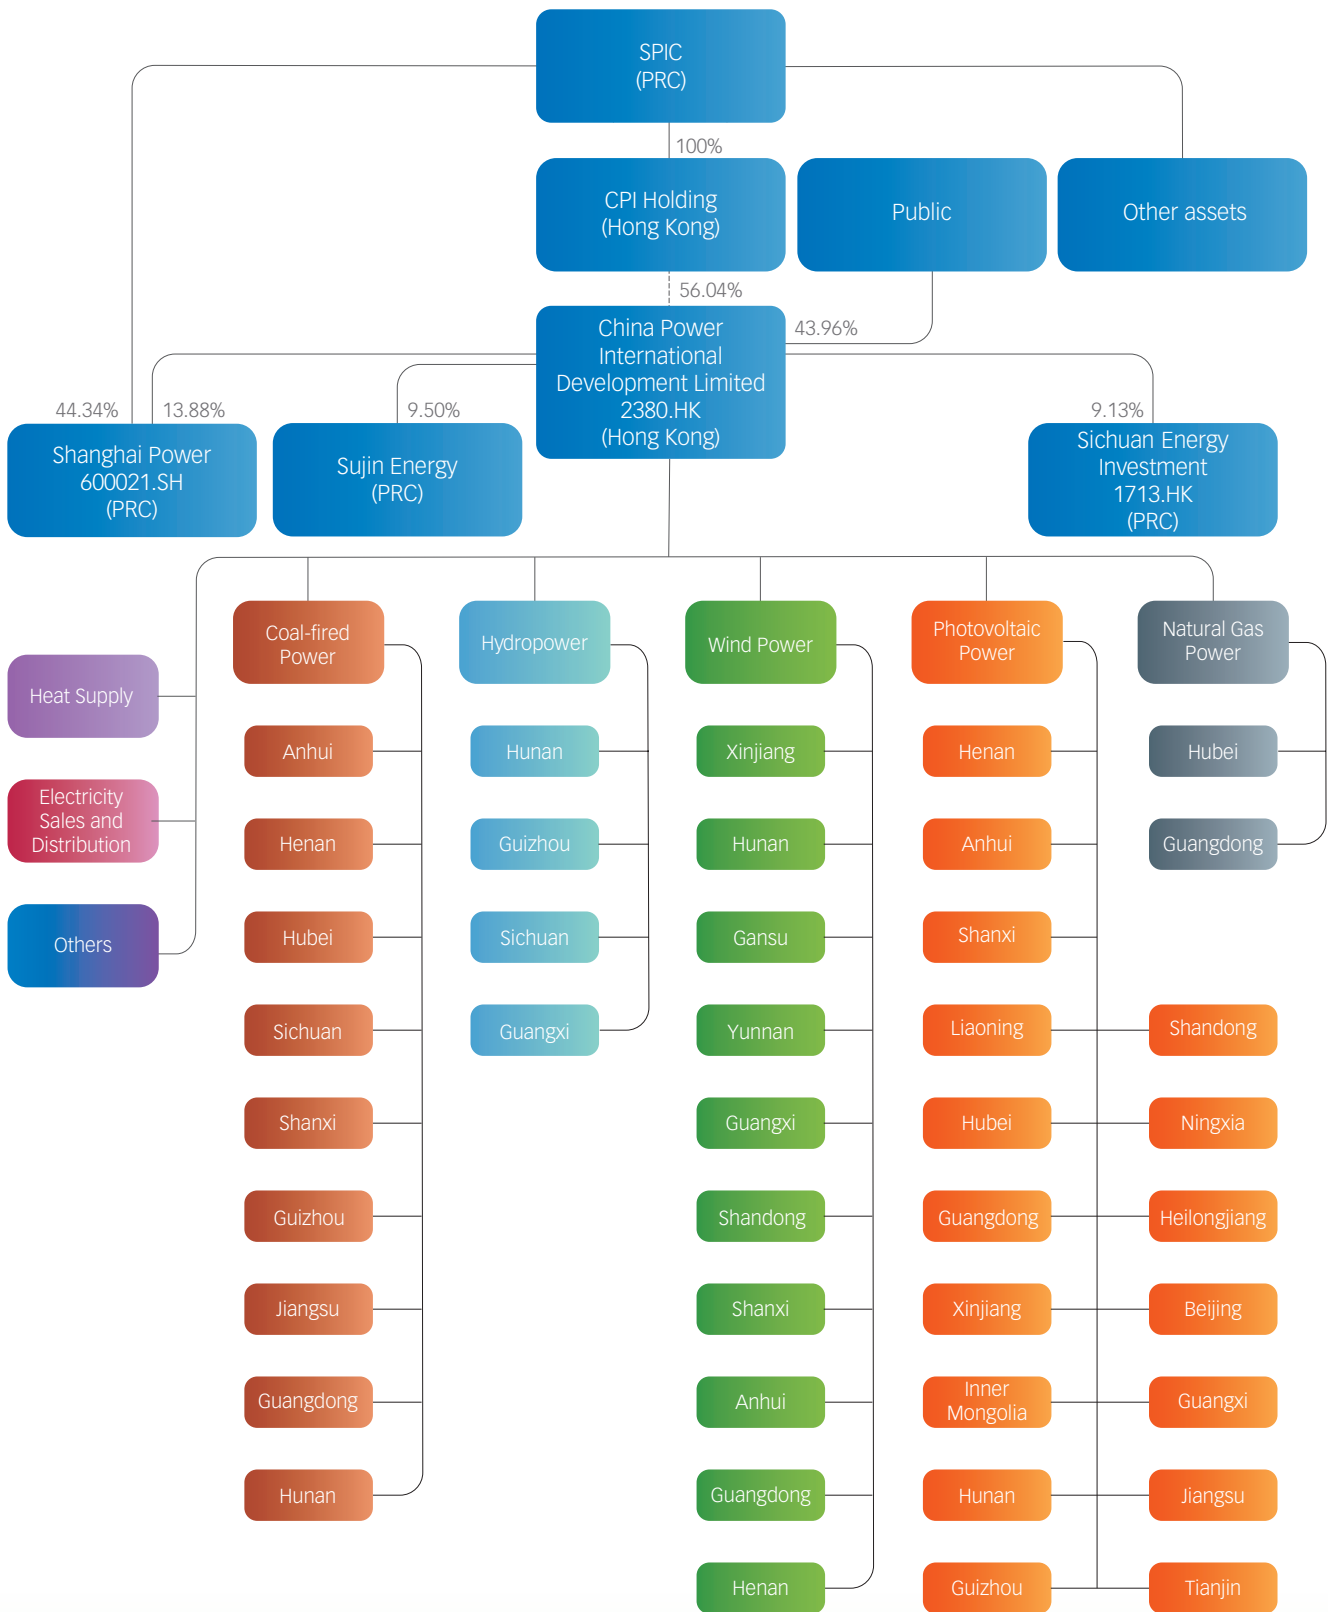 SPIC
(PRC)
100%
CPI Holding
(Hong Kong)
Public
Other assets
56.04%
43.96%
China Power
International
Development Limited
2380.HK
(Hong Kong)
44.34%
13.88%
9.50%
9.13%
Shanghai Power
600021.SH
(PRC)
Sujin Energy
(PRC)
Sichuan Energy
Investment
1713.HK
(PRC)
Heat Supply
Electricity
Sales and
Distribution
Others
Coal-fired
Power
Anhui
Henan
Hubei
Sichuan
Shanxi
Guizhou
Jiangsu
Guangdong
Hunan
Hydropower
Hunan
Guizhou
Sichuan
Guangxi
Wind Power
Xinjiang
Hunan
Gansu
Yunnan
Guangxi
Shandong
Shanxi
Anhui
Guangdong
Henan
Photovoltaic
Power
Henan
Anhui
Shanxi
Liaoning
Hubei
Guangdong
Xinjiang
Inner
Mongolia
Hunan
Guizhou
Shandong
Ningxia
Heilongjiang
Beijing
Guangxi
Jiangsu
Tianjin
Natural Gas
Power
Hubei
Guangdong